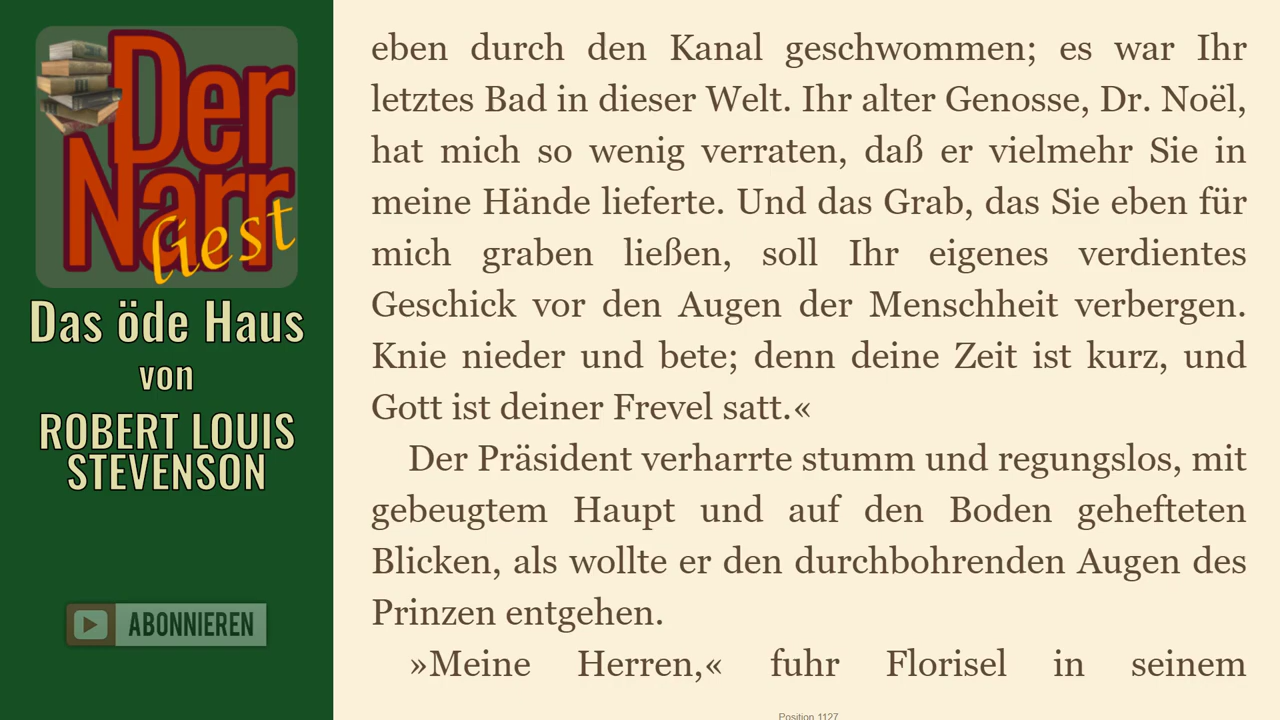 Der
Narr
liest
Das öde Haus
von
ROBERT LOUIS
STEVENSON
ABONNIEREN
eben durch den Kanal geschwommen; es war Ihr
letztes Bad in dieser Welt. Ihr alter Genosse, Dr. Noël,
hat mich so wenig verraten, daß er vielmehr Sie in
meine Hände lieferte. Und das Grab, das Sie eben für
mich graben ließen, soll Ihr eigenes verdientes
Geschick vor den Augen der Menschheit verbergen.
Knie nieder und bete; denn deine Zeit ist kurz, und
Gott ist deiner Frevel satt.«
Der Präsident verharrte stumm und regungslos, mit
gebeugtem Haupt und auf den Boden gehefteten
Blicken, als wollte er den durchbohrenden Augen des
Prinzen entgehen.
»Meine Herren,« fuhr Florisel in seinem
Position 1127